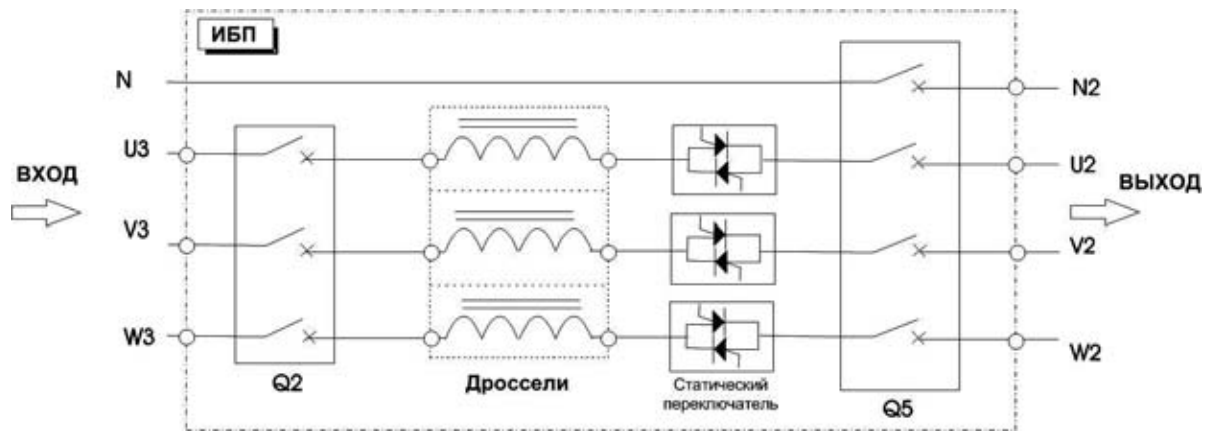 ИБП
N
N2
U3
U2
ВХОД
ВЫХОД
V3
V2
W3
W2
Q2
Дроссели
Статический
переключатель
Q5